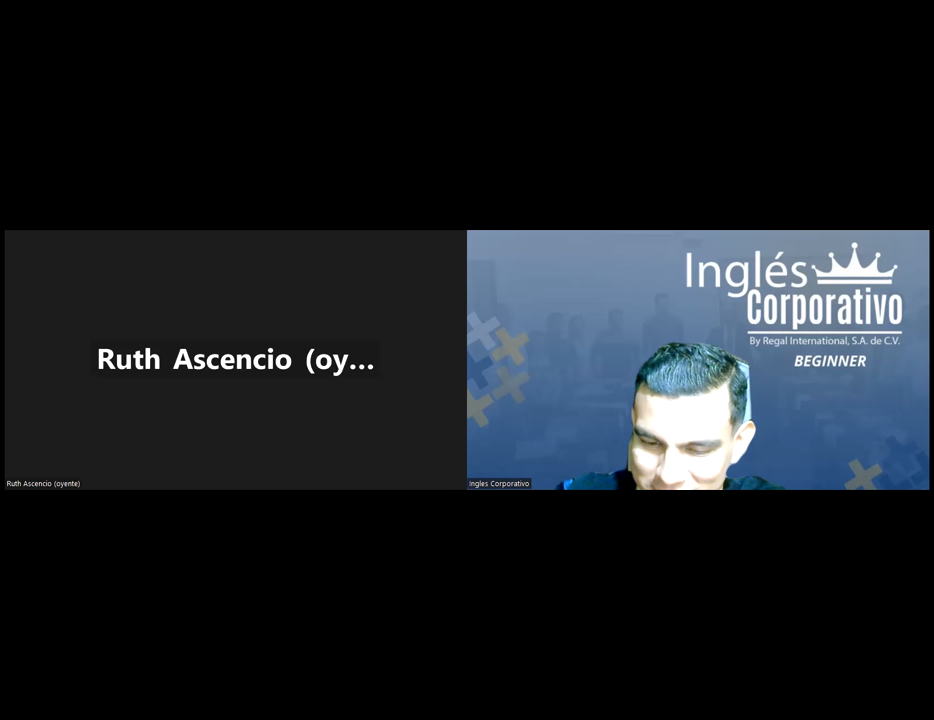 Ruth Ascencio (oy...
Ruth Ascencio (oyente)
Inglés
Corporativo
By Regal International, S.A. de C.V.
BEGINNER
Ingles Corporativo